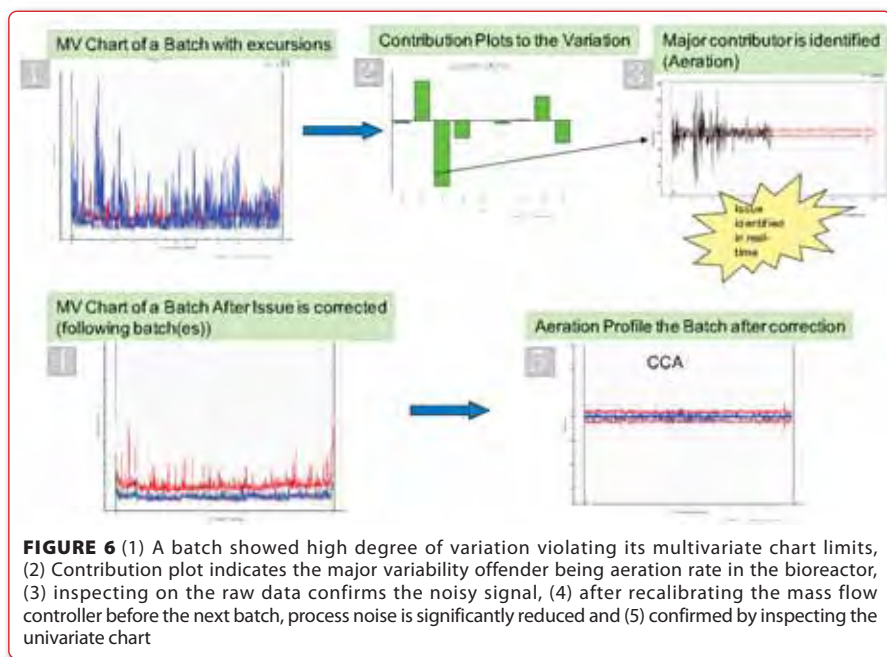 MV Chart of a Batch with excursions
Contribution Plots to the Variation
Major contributor is identified
(Aeration)
1
2
3
Issue
identified
in real-
time
MV Chart of a Batch After Issue is corrected
(following batch(es))
Aeration Profile the Batch after correction
5
CCA
FIGURE 6 (1) A batch showed high degree of variation violating its multivariate chart limits,
(2) Contribution plot indicates the major variability offender being aeration rate in the bioreactor,
(3) inspecting on the raw data confirms the noisy signal, (4) after recalibrating the mass flow
controller before the next batch, process noise is significantly reduced and (5) confirmed by inspecting the
univariate chart